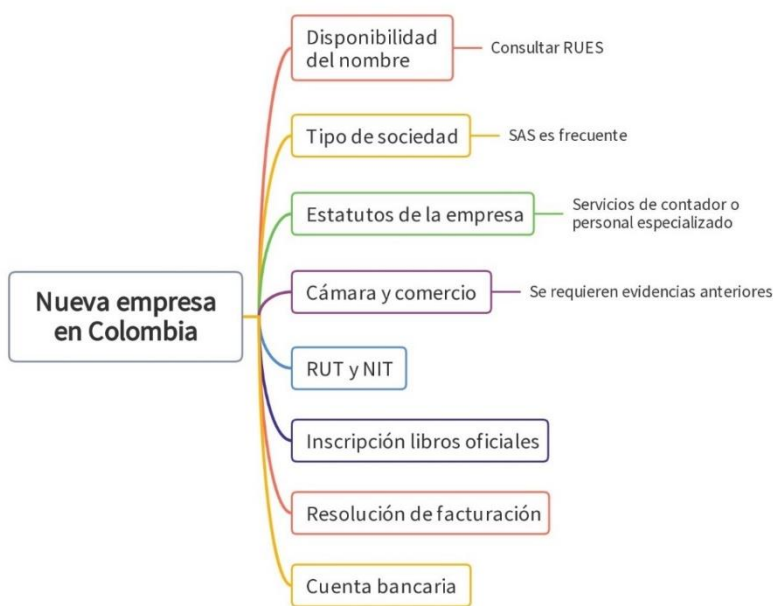 Disponibilidad
del nombre
Consultar RUES
Tipo de sociedad
SAS es frecuente
Estatutos de la empresa
Servicios de contador o
personal especializado
Nueva empresa
en Colombia
Cámara y comercio
Se requieren evidencias anteriores
RUT y NIT
Inscripción libros oficiales
Resolución de facturación
Cuenta bancaria